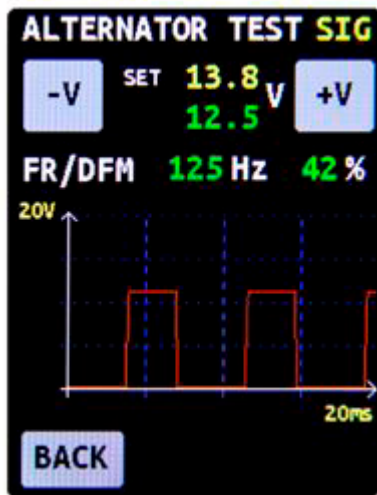 ALTERNATOR TEST SIG
-V SET 13.8 V +V
12.5
FR/DFM 125 Hz 42 %
20V
20ms
BACK